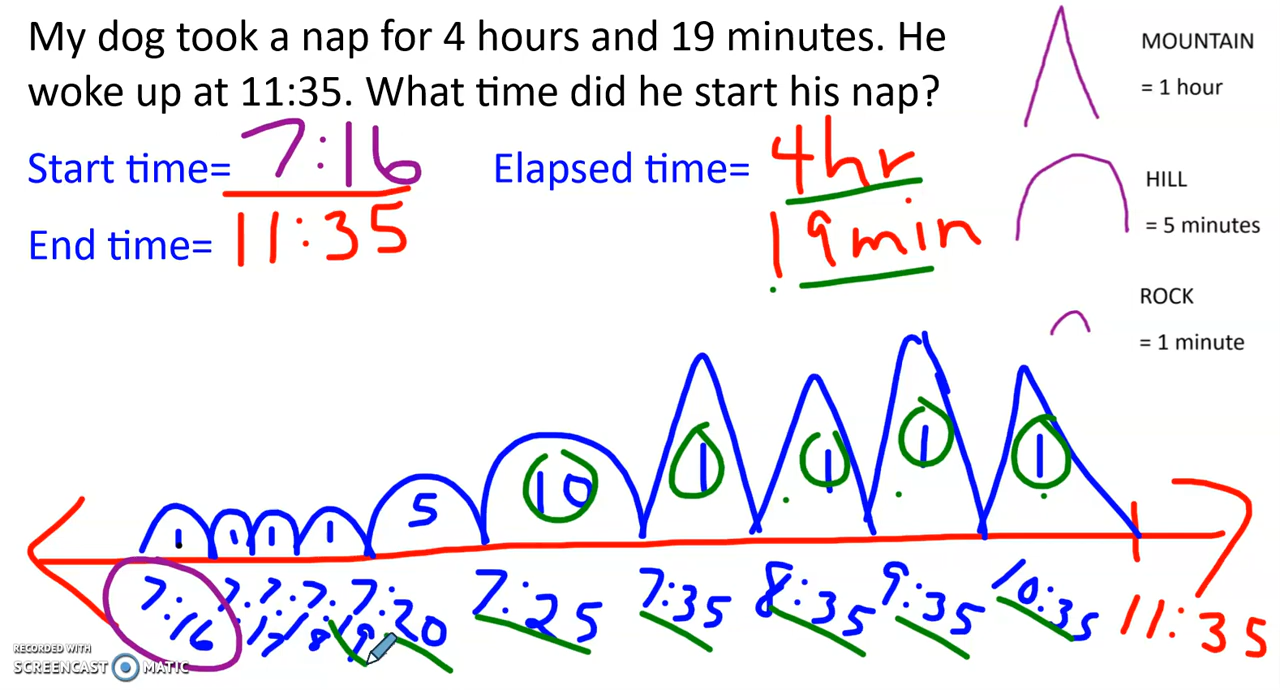 My dog took a nap for 4 hours and 19 minutes. He
woke up at 11:35. What time did he start his nap?
Start time= 7:16
End time= 11:35
Elapsed time= 4hr
19min
MOUNTAIN
= 1 hour
HILL
= 5 minutes
ROCK
= 1 minute
1 1 1 1 5 10 1 1 1 1
7:16 7:17 7:18 7:19 7:20 7:25 7:35 8:35 9:35 10:35 11:35
RECORDED WITH
SCREENCAST MATIC